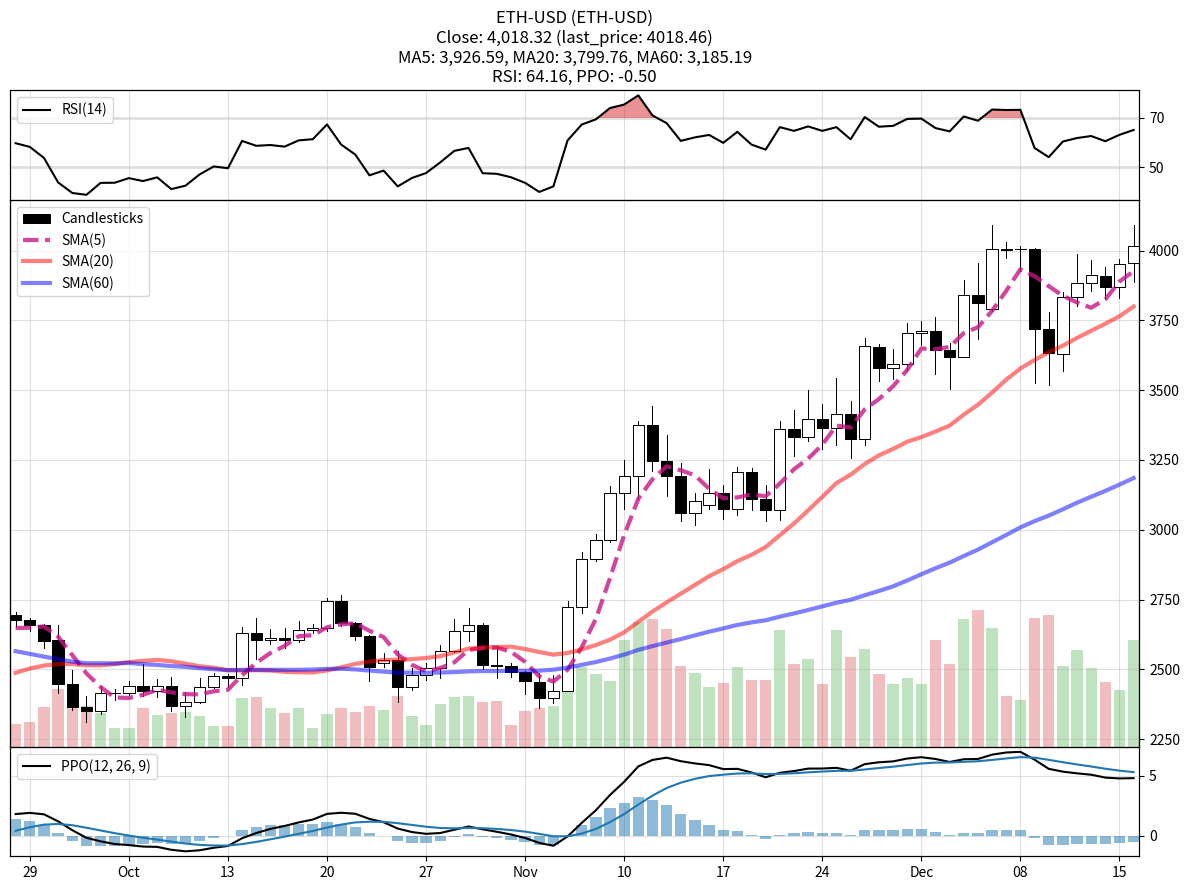 ETH-USD (ETH-USD)
Close: 4,018.32 (last_price: 4018.46)
MA5: 3,926.59, MA20: 3,799.76, MA60: 3,185.19
RSI: 64.16, PPO: -0.50
RSI(14)
70
50
Candlesticks
SMA(5)
SMA(20)
SMA(60)
4000
3750
3500
3250
3000
2750
2500
2250
PPO(12, 26, 9)
5
0
29 Oct 13 20 27 Nov 10 17 24 Dec 08 15